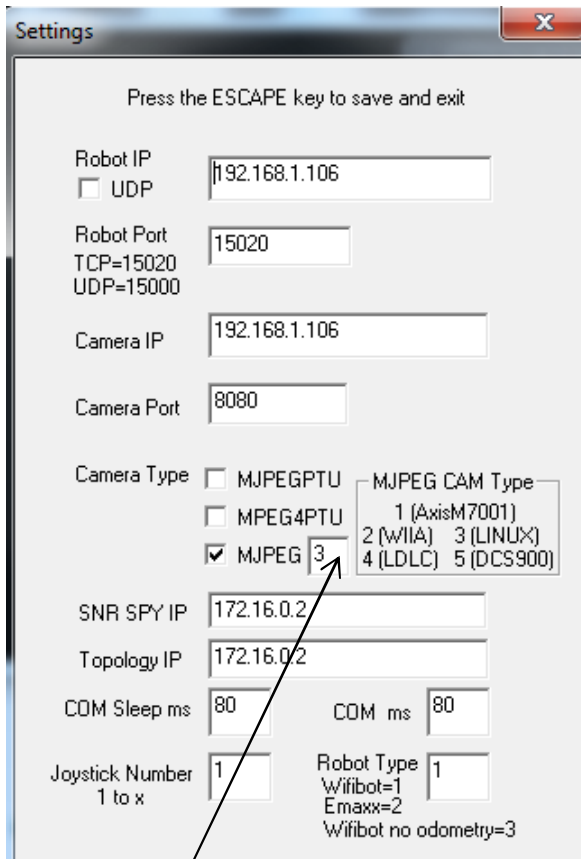 Settings
Press the ESCAPE key to save and exit
Robot IP
UDP
192.168.1.106
Robot Port
TCP=15020
UDP=15000
15020
Camera IP
192.168.1.106
Camera Port
8080
Camera Type
MJPEGPTU
MPEG4PTU
MJPEG 3
MJPEG CAM Type
1 (AxisM7001)
2 (WIIA) 3 (LINUX)
4 (LDLC) 5 (DCS900)
SNR SPY IP 172.16.0.2
Topology IP 172.16.0.2
COM Sleep ms 80 COM ms 80
Joystick Number
1 to x
1
Robot Type
Wifibot=1
Emaxx=2
Wifibot no odometry=3
1